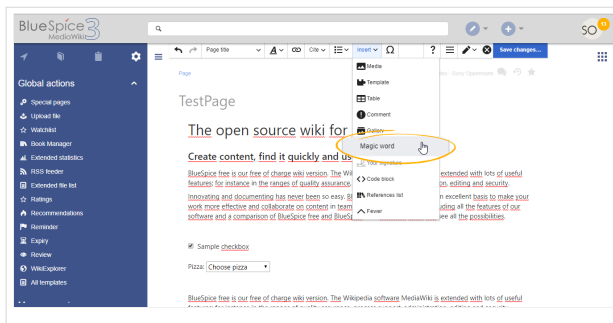 BlueSpice 3
MediaWiki
SO
Page title
A
Cite
Insert
Ω
?
Save changes...
Global actions
Special pages
Upload file
Watchlist
Book Manager
Extended statistics
RSS feeder
Extended file list
Ratings
Recommendations
Reminder
Expiry
Review
WikiExplorer
All templates
Page
TestPage
The open source wiki for
Create content, find it quickly and us
BlueSpice free is our free of charge wiki version. The Wi
extended with lots of useful
features; for instance in the ranges of quality assurance,
on, editing and security.
Innovating and documenting has never been so easy.
n excellent basis to make your
work more effective and collaborate on content in team
uding all the features of our
software and a comparison of BlueSpice free and BlueSp
ee all the possibilities.
Media
Template
Table
Comment
Gallery
Magic word
Your signature
Code block
References list
Fewer
Sample checkbox
Pizza: Choose pizza
BlueSpice free is our free of charge wiki version. The Wikipedia software MediaWiki is extended with lots of useful